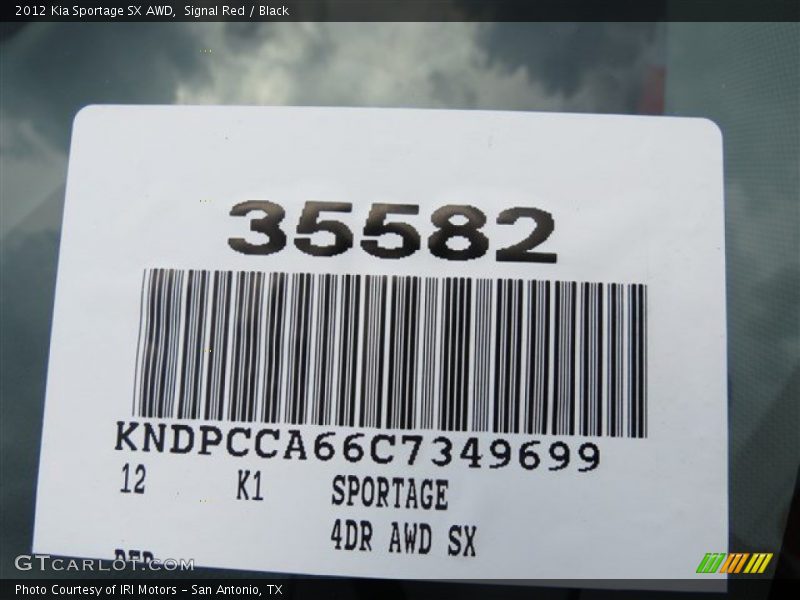 2012 Kia Sportage SX AWD,  Signal Red / Black
35582
KNDPCCA66C7349699
12 K1 SPORTAGE
4DR AWD SX
RED
GTCARLOT.COM
Photo Courtesy of IRI Motors - San Antonio, TX